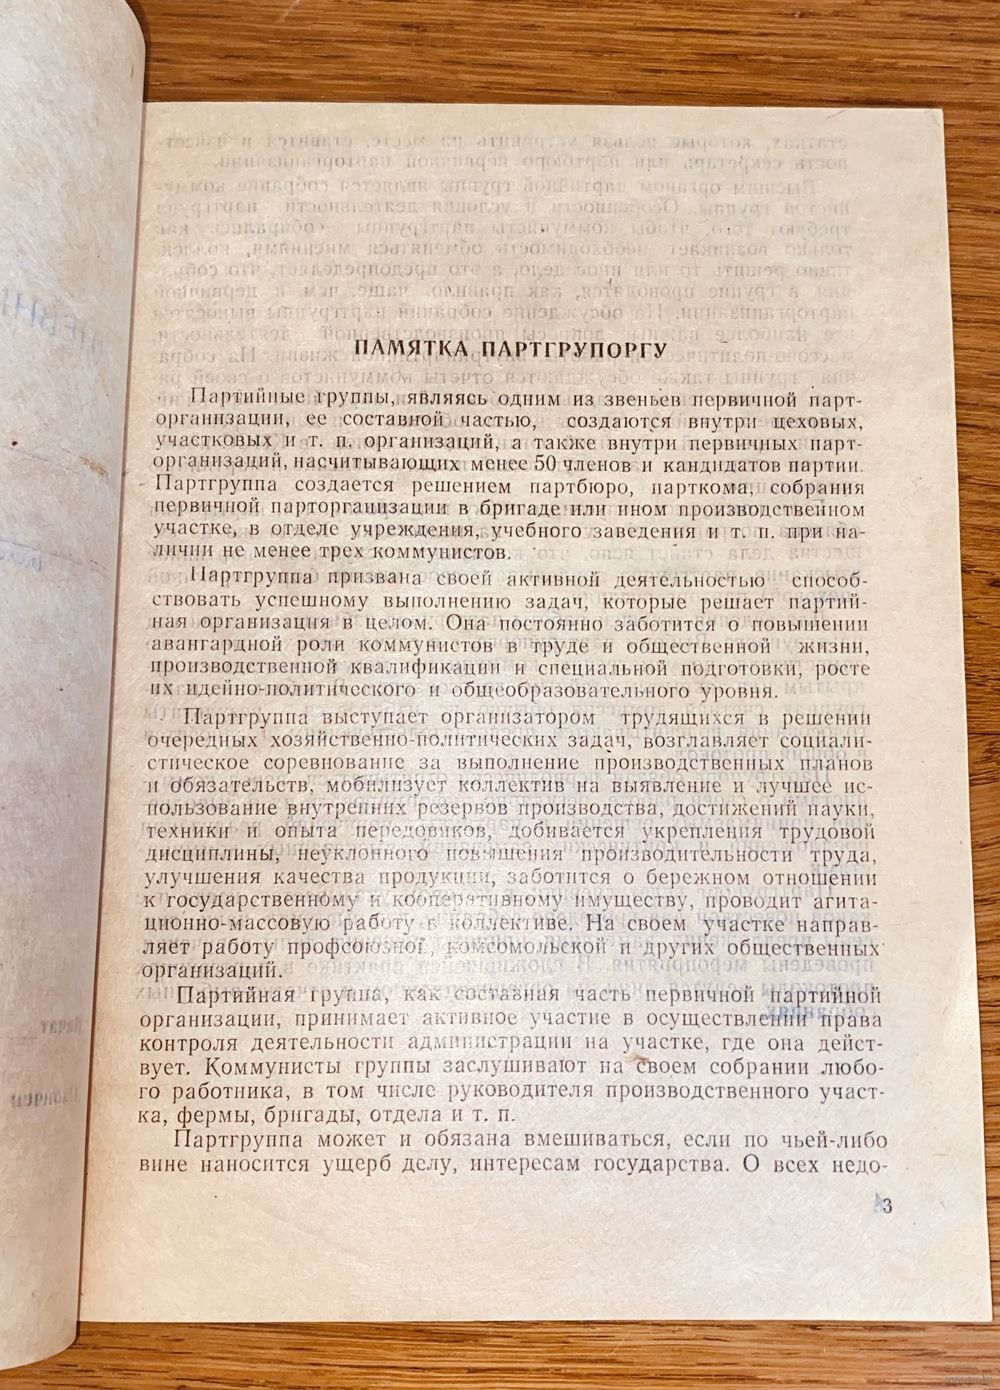 ПАМЯТКА ПАРТГРУПОРГУ
Партийные группы, являясь одним из звеньев первичной парт-
организации, ее составной частью, создаются внутри цеховых,
участковых и т. п. организаций, а также внутри первичных парт-
организаций, насчитывающих менее 50 членов и кандидатов партии.
Партгруппа создается решением партбюро, парткома, собрания
первичной парторганизации в бригаде или ином производственном
участке, в отделе учреждения, учебного заведения и т. п. при на-
личии не менее трех коммунистов.
Партгруппа призвана своей активной деятельностью способ-
ствовать успешному выполнению задач, которые решает партий-
ная организация в целом. Она постоянно заботится о повышении
авангардной роли коммунистов в труде и общественной жизни,
производственной квалификации и специальной подготовки, росте
их идейно-политического и общеобразовательного уровня.
Партгруппа выступает организатором трудящихся в решении
очередных хозяйственно-политических задач, возглавляет социали-
стическое соревнование за выполнение производственных планов
и обязательств, мобилизует коллектив на выявление и лучшее ис-
пользование внутренних резервов производства, достижений науки,
техники и опыта передовиков, добивается укрепления трудовой
дисциплины, неуклонного повышения производительности труда,
улучшения качества продукции, заботится о бережном отношении
к государственному и кооперативному имуществу, проводит агита-
ционно-массовую работу в коллективе. На своем участке направ-
ляет работу профсоюзной, комсомольской и других общественных
организаций.
Партийная группа, как составная часть первичной партийной
организации, принимает активное участие в осуществлении права
контроля деятельности администрации на участке, где она дейст-
вует. Коммунисты группы заслушивают на своем собрании любо-
го работника, в том числе руководителя производственного участ-
ка, фермы, бригады, отдела и т. п.
Партгруппа может и обязана вмешиваться, если по чьей-либо
вине наносится ущерб делу, интересам государства. О всех недо-
3